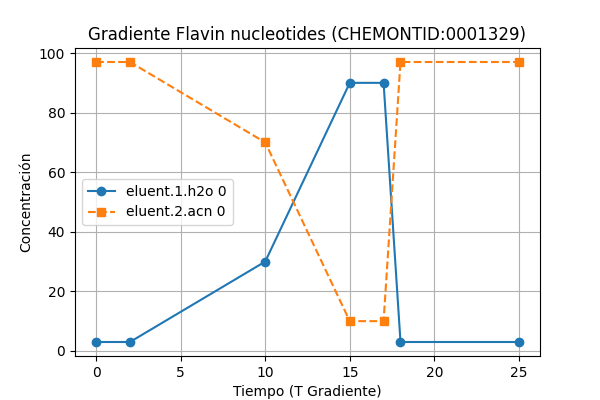 Gradiente Flavin nucleotides (CHEMONTID:0001329)
100
80
60
40
20
0
Concentración
eluent.1.h2o 0
eluent.2.acn 0
0 5 10 15 20 25
Tiempo (T Gradiente)